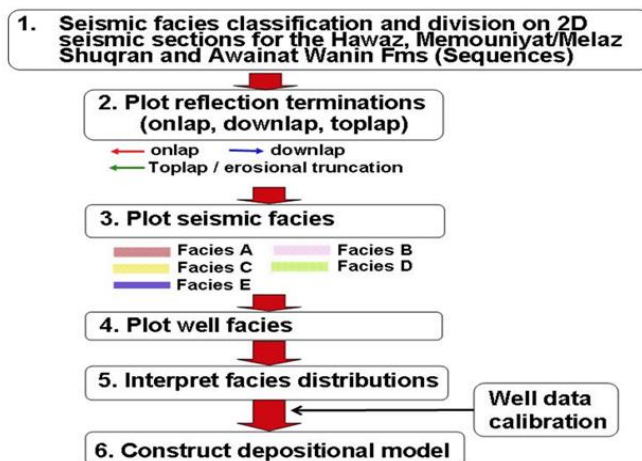 1. Seismic facies classification and division on 2D
seismic sections for the Hawaz, Memouniyat/Melaz
Shuqran and Awainat Wanin Fms (Sequences)
2. Plot reflection terminations
(onlap, downlap, toplap)
onlap downlap
Toplap / erosional truncation
3. Plot seismic facies
Facies A Facies B
Facies C Facies D
Facies E
4. Plot well facies
5. Interpret facies distributions
Well data
calibration
6. Construct depositional model